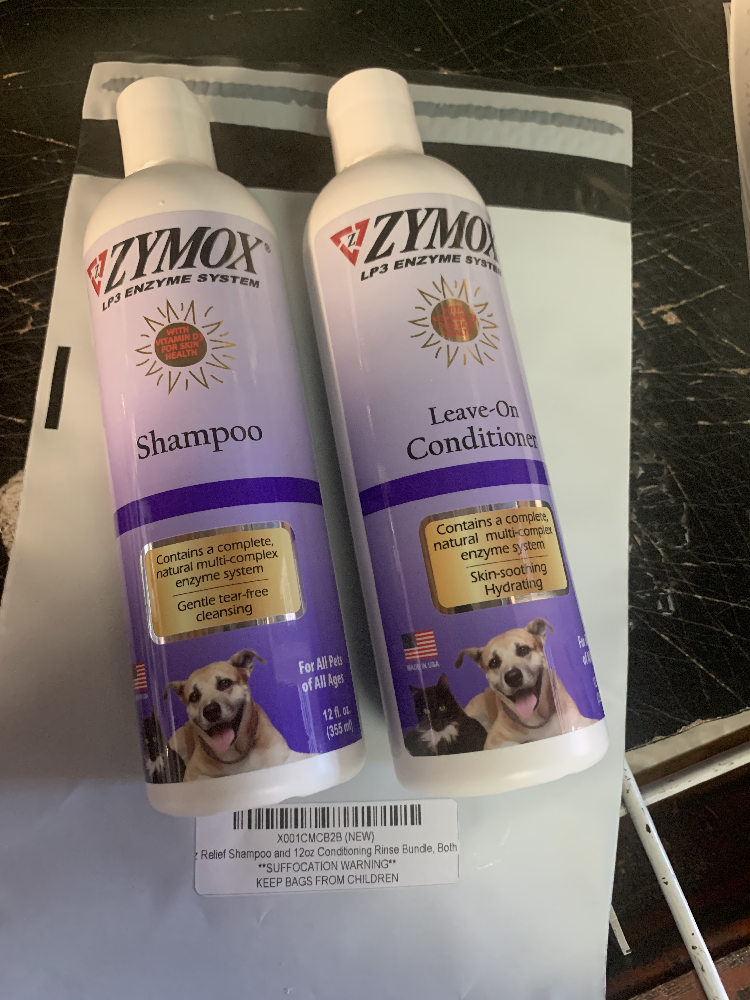 ZYMOX®
LP3 ENZYME SYSTEM
WITH
VITAMIN D3
FOR SKIN
HEALTH
Shampoo
Contains a complete,
natural multi-complex
enzyme system
Gentle tear-free
cleansing
For All Pets
of All Ages
12 fl. oz.
(355 ml)
Z
ZYMOX
LP3 ENZYME SYSTEM
Leave-On
Conditioner
Contains a complete,
natural multi-complex
enzyme system
Skin-soothing
Hydrating
MADE IN USA
X001CMCB2B (NEW)
z Relief Shampoo and 12oz Conditioning Rinse Bundle, Both
**SUFFOCATION WARNING**
KEEP BAGS FROM CHILDREN